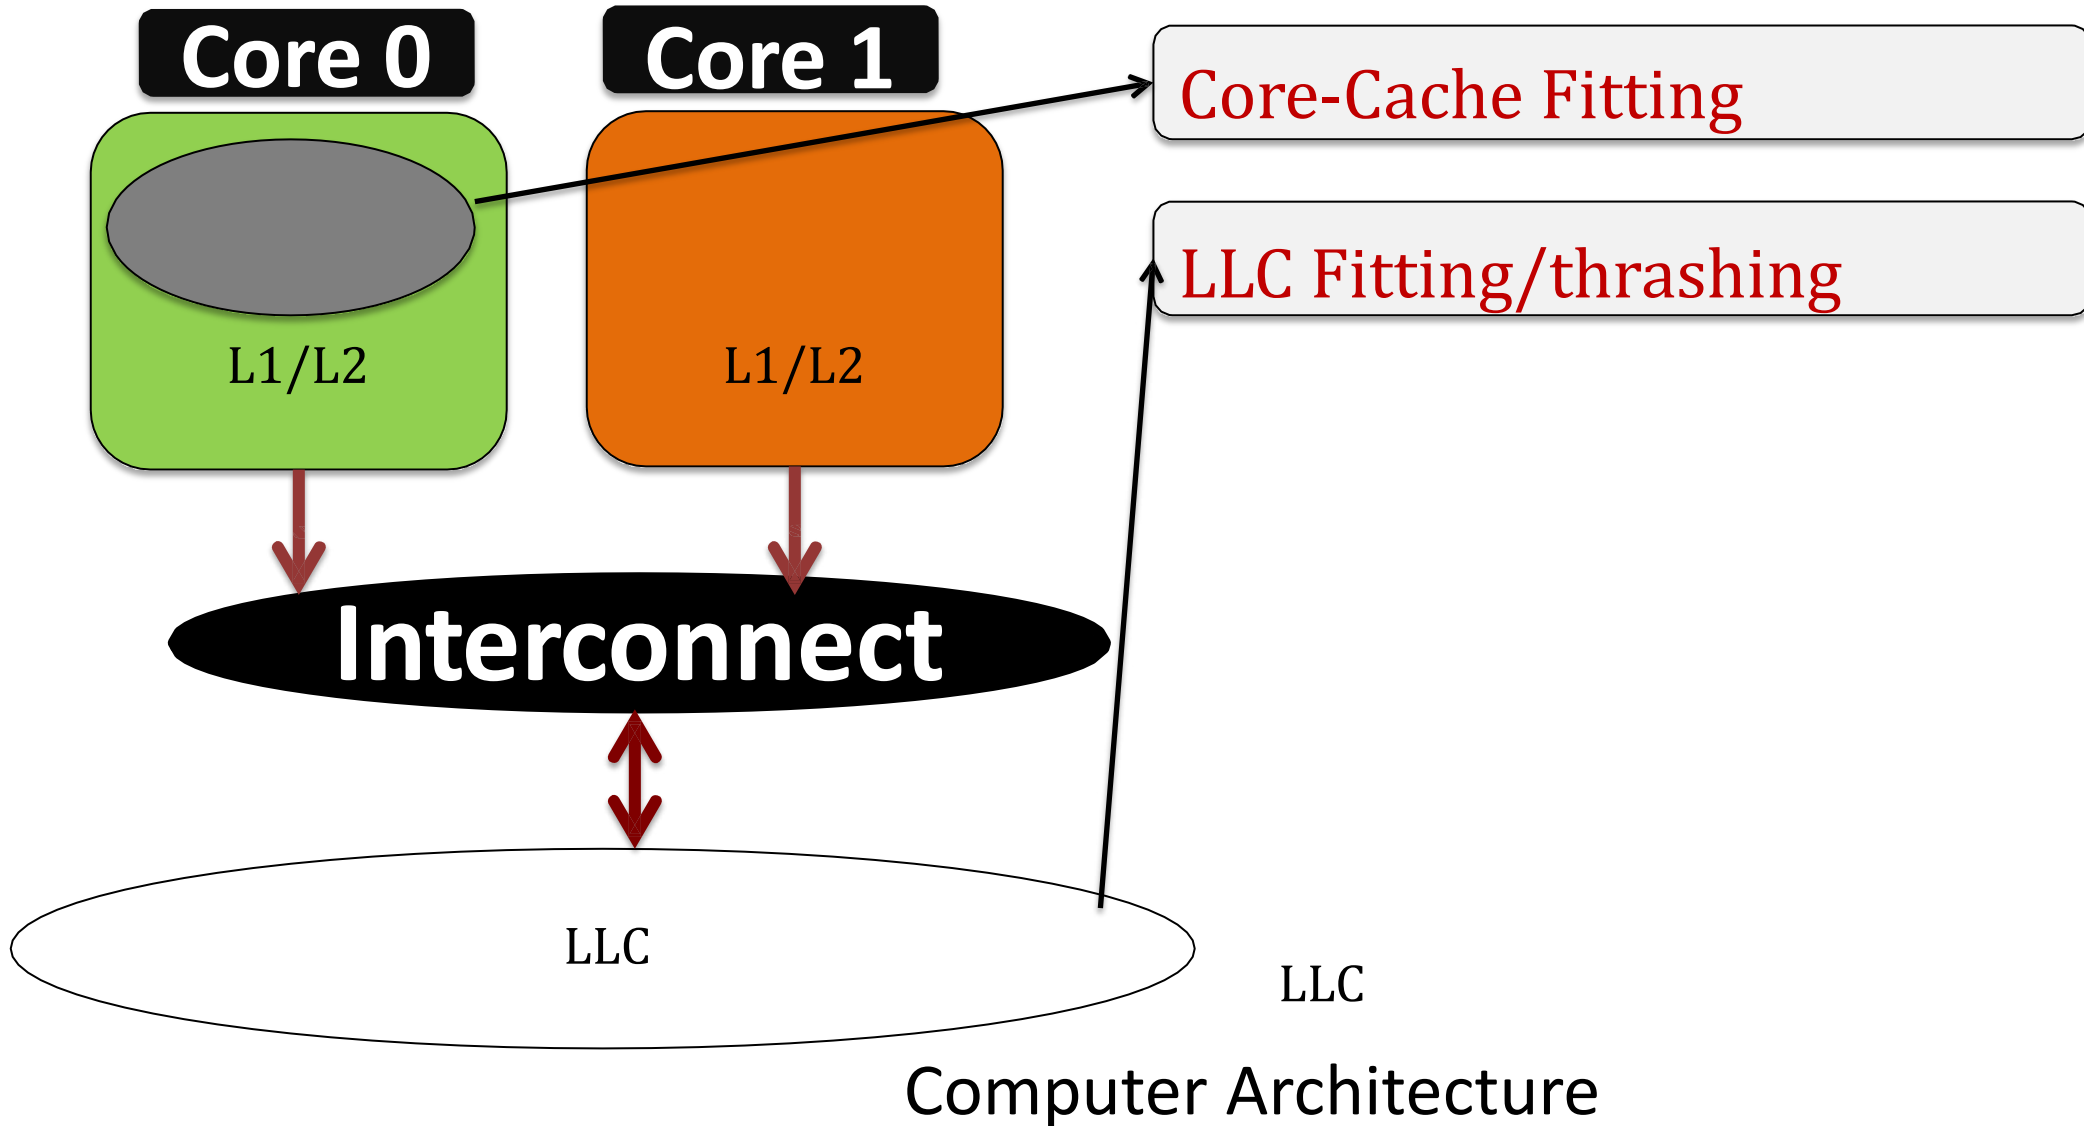 Core 0
Core 1
Core-Cache Fitting
LLC Fitting/thrashing
L1/L2
L1/L2
Interconnect
LLC
LLC
Computer Architecture